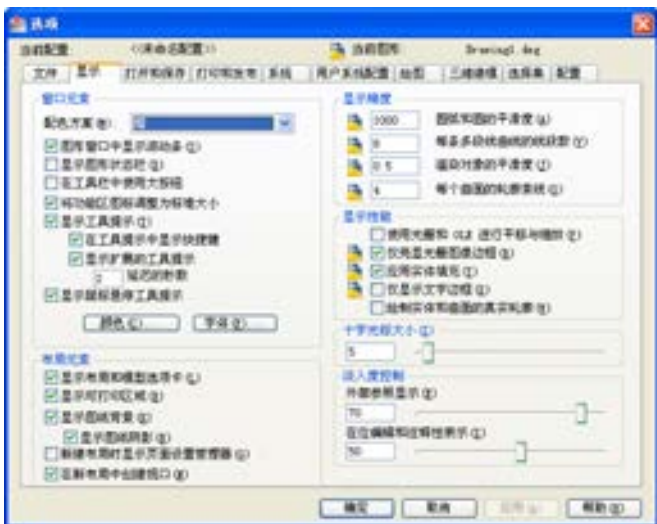 选项
当前配置: <<未命名配置>> 当前图形: Drawing1.dwg
文件 显示 打开和保存 打印和发布 系统 用户系统配置 绘图 三维建模 选择集 配置
窗口元素
配色方案(M):
图形窗口中显示滚动条(S)
显示图形状态栏(D)
在工具栏中使用大按钮
将功能区图标调整为标准大小
显示工具提示(T)
在工具提示中显示快捷键
显示扩展的工具提示
2 延迟的秒数
显示鼠标悬停工具提示
颜色(C)... 字体(F)...
布局元素
显示布局和模型选项卡(L)
显示可打印区域(B)
显示图纸背景(K)
显示图纸阴影(E)
新建布局时显示页面设置管理器(G)
在新布局中创建视口(N)
显示精度
1000 圆弧和圆的平滑度(A)
8 每条多段线曲线的线段数(V)
0.5 渲染对象的平滑度(J)
4 每个曲面的轮廓素线(O)
显示性能
使用光栅和 OLE 进行平移与缩放(P)
仅亮显光栅图像边框(R)
应用实体填充(Y)
仅显示文字边框(X)
绘制实体和曲面的真实轮廓(W)
十字光标大小(Z)
5
淡入度控制
外部参照显示(E)
70
在位编辑和注释性表示(I)
50
确定 取消 应用(A) 帮助(H)